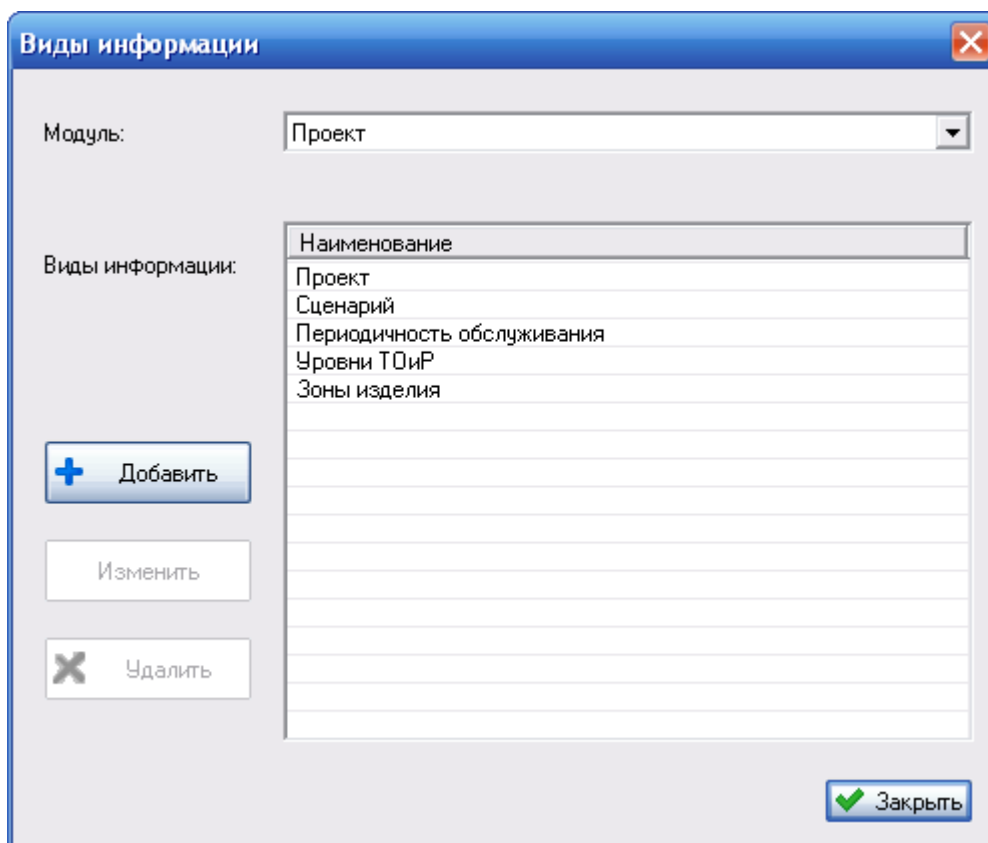 Виды информации
Модуль:
Проект
Виды информации:
Наименование
Проект
Сценарий
Периодичность обслуживания
Уровни ТОиР
Зоны изделия
Добавить
Изменить
Удалить
Закрыть